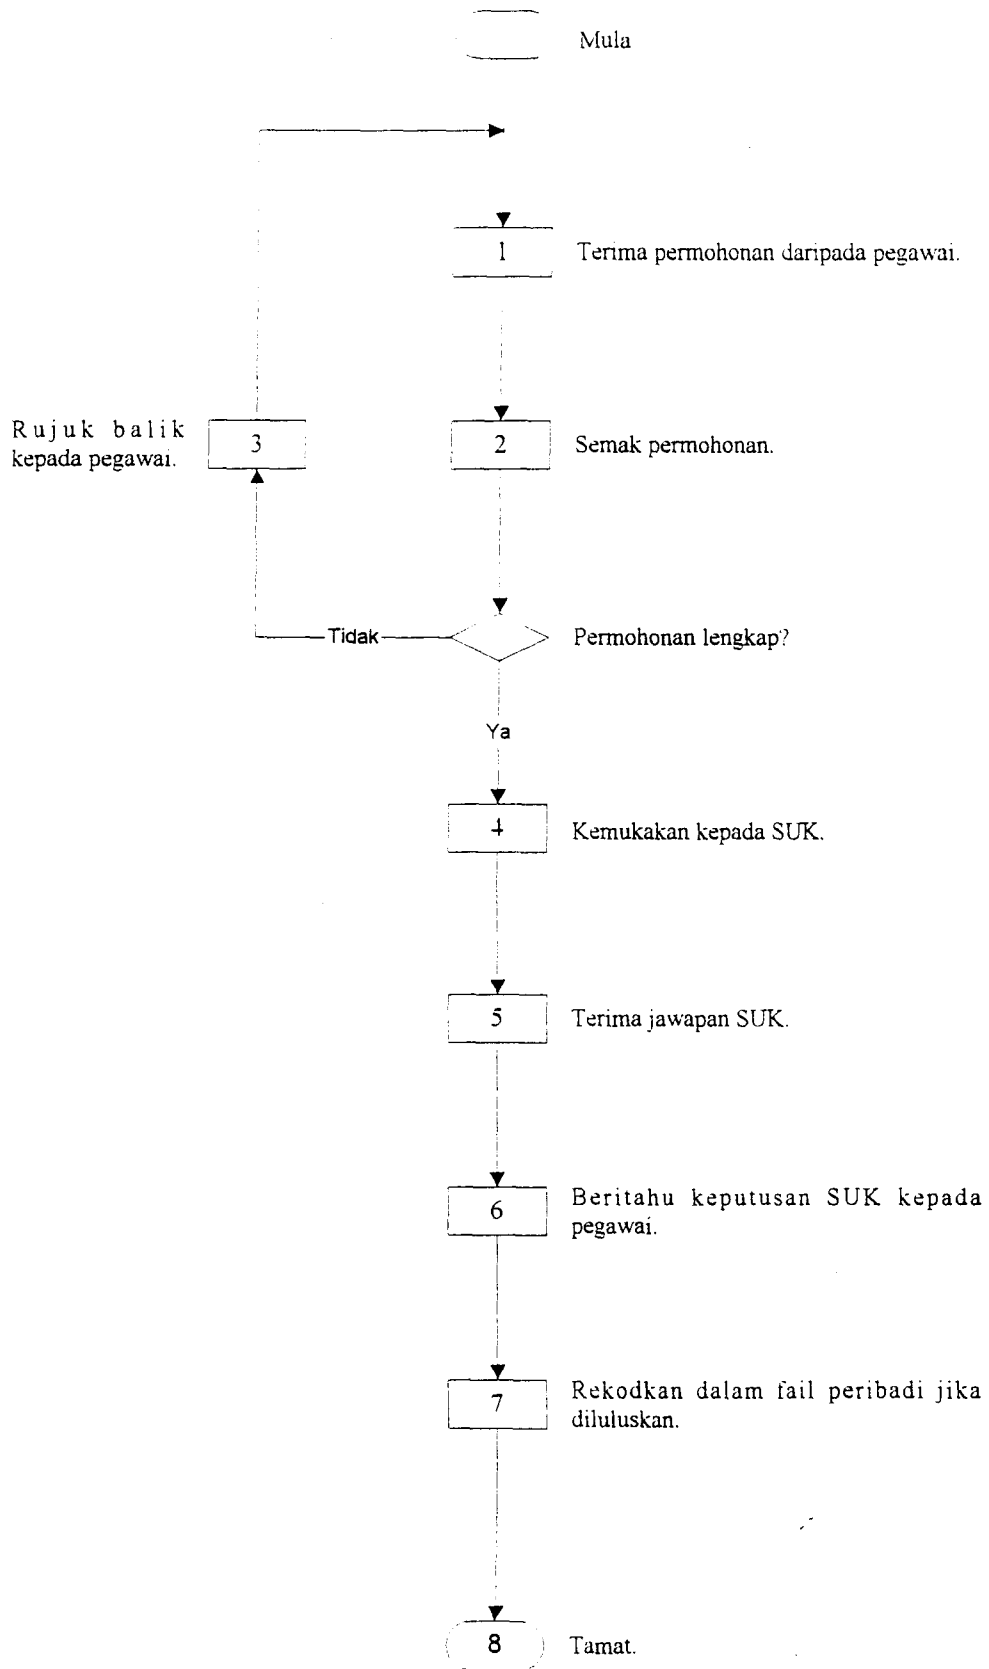 Mula
1
Terima permohonan daripada pegawai.
Rujuk balik
kepada pegawai.
3
2
Semak permohonan.
Tidak
Permohonan lengkap?
Ya
4
Kemukakan kepada SUK.
5
Terima jawapan SUK.
6
Beritahu keputusan SUK kepada
pegawai.
7
Rekodkan dalam fail peribadi jika
diluluskan.
8
Tamat.